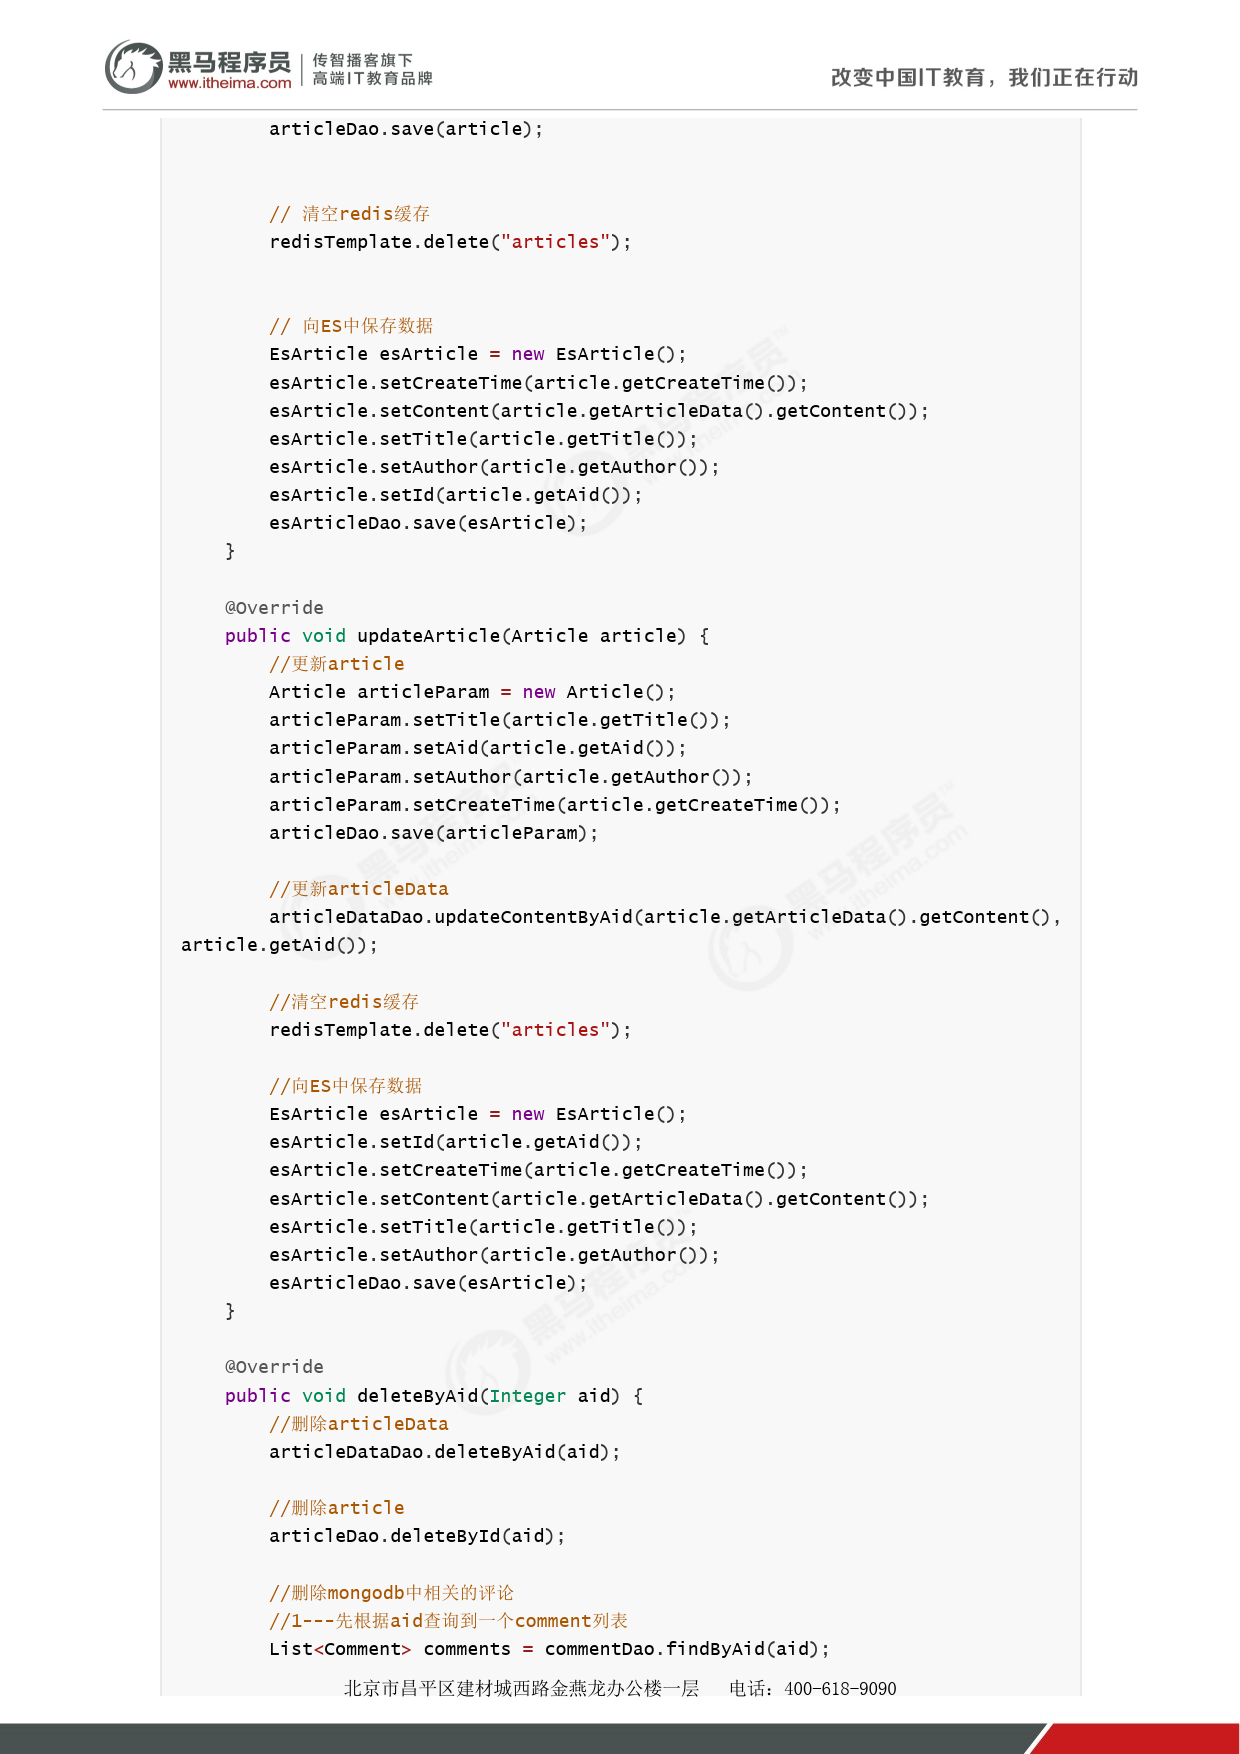 黑马程序员
www.itheima.com
传智播客旗下
高端IT教育品牌
改变中国IT教育，我们正在行动
articleDao.save(article);
// 清空redis缓存
redisTemplate.delete("articles");
// 向ES中保存数据
EsArticle esArticle = new EsArticle();
esArticle.setCreateTime(article.getCreateTime());
esArticle.setContent(article.getArticleData().getContent());
esArticle.setTitle(article.getTitle());
esArticle.setAuthor(article.getAuthor());
esArticle.setId(article.getAid());
esArticleDao.save(esArticle);
}
@Override
public void updateArticle(Article article) {
//更新article
Article articleParam = new Article();
articleParam.setTitle(article.getTitle());
articleParam.setAid(article.getAid());
articleParam.setAuthor(article.getAuthor());
articleParam.setCreateTime(article.getCreateTime());
articleDao.save(articleParam);
//更新articleData
articleDataDao.updateContentByAid(article.getArticleData().getContent(),
article.getAid());
//清空redis缓存
redisTemplate.delete("articles");
//向ES中保存数据
EsArticle esArticle = new EsArticle();
esArticle.setId(article.getAid());
esArticle.setCreateTime(article.getCreateTime());
esArticle.setContent(article.getArticleData().getContent());
esArticle.setTitle(article.getTitle());
esArticle.setAuthor(article.getAuthor());
esArticleDao.save(esArticle);
}
@Override
public void deleteByAid(Integer aid) {
//删除articleData
articleDataDao.deleteByAid(aid);
//删除article
articleDao.deleteById(aid);
//删除mongodb中相关的评论
//1---先根据aid查询到一个comment列表
List<Comment> comments = commentDao.findByAid(aid);
北京市昌平区建材城西路金燕龙办公楼一层 电话：400-618-9090